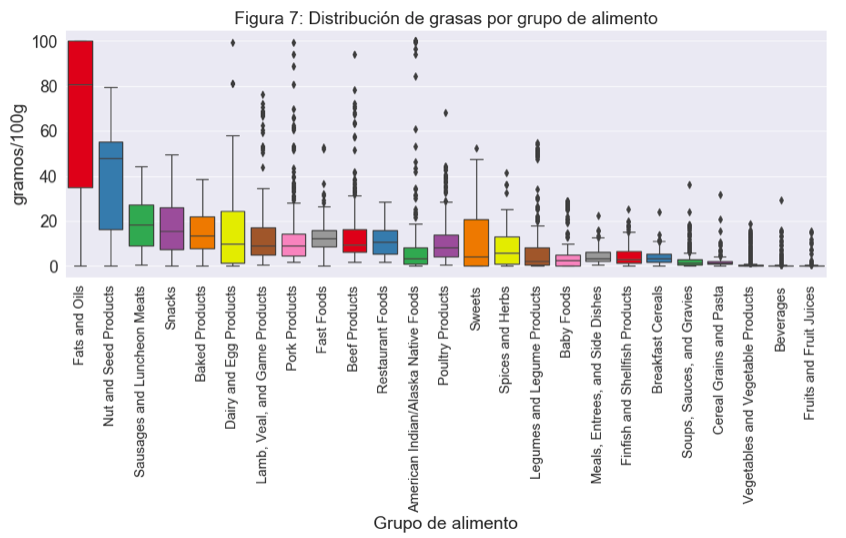 Figura 7: Distribución de grasas por grupo de alimento
gramos/100g
100
80
60
40
20
0
Fats and Oils
Nut and Seed Products
Sausages and Luncheon Meats
Snacks
Baked Products
Dairy and Egg Products
Lamb, Veal, and Game Products
Pork Products
Fast Foods
Beef Products
Restaurant Foods
American Indian/Alaska Native Foods
Poultry Products
Sweets
Spices and Herbs
Legumes and Legume Products
Baby Foods
Meals, Entrees, and Side Dishes
Finfish and Shellfish Products
Breakfast Cereals
Soups, Sauces, and Gravies
Cereal Grains and Pasta
Vegetables and Vegetable Products
Beverages
Fruits and Fruit Juices
Grupo de alimento